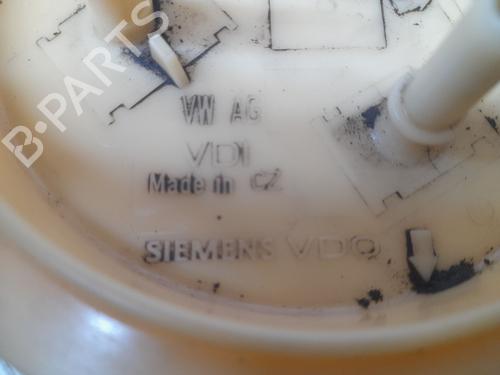 B-PARTS
VW AG
VDI
Made in CZ
SIEMENS VDO